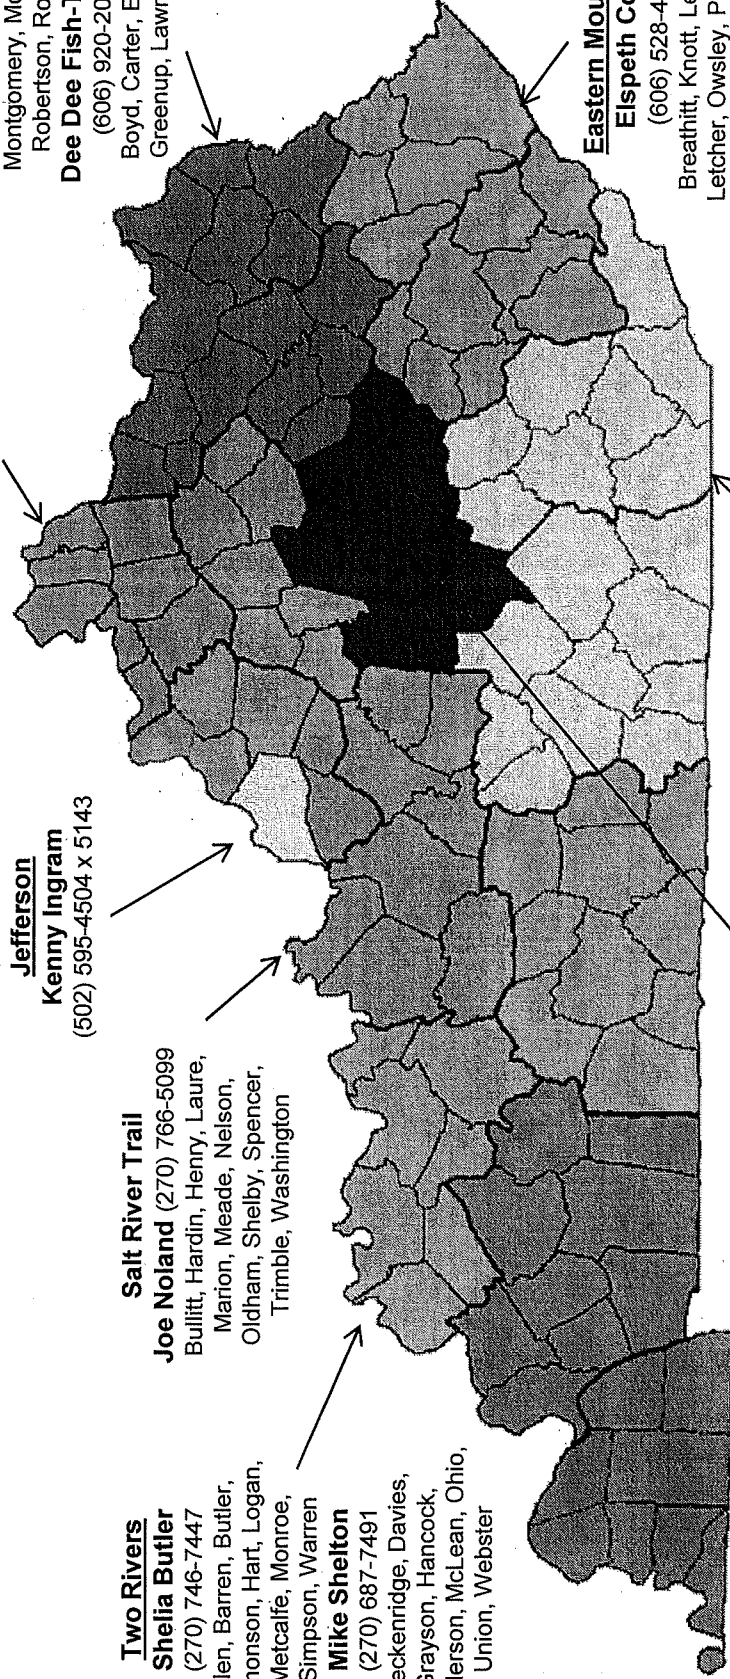 Two Rivers
Shelia Butler
(270) 746-7447
len, Barren, Butler,
monson, Hart, Logan,
Metcalfe, Monroe,
Simpson, Warren
Mike Shelton
(270) 687-7491
eckenridge, Davies,
Grayson, Hancock,
derson, McLean, Ohio,
Union, Webster
Salt River Trail
Joe Noland (270) 766-5099
Bullitt, Hardin, Henry, Laure,
Marion, Meade, Nelson,
Oldham, Shelby, Spencer,
Trimble, Washington
Jefferson
Kenny Ingram
(502) 595-4504 x 5143
Montgomery, Mo
Robertson, Ro
Dee Dee Fish-T
(606) 920-20
Boyd, Carter, E
Greenup, Lawr
Eastern Mou
Elspeth Co
(606) 528-4
Breathitt, Knott, Le
Letcher, Owsley, P